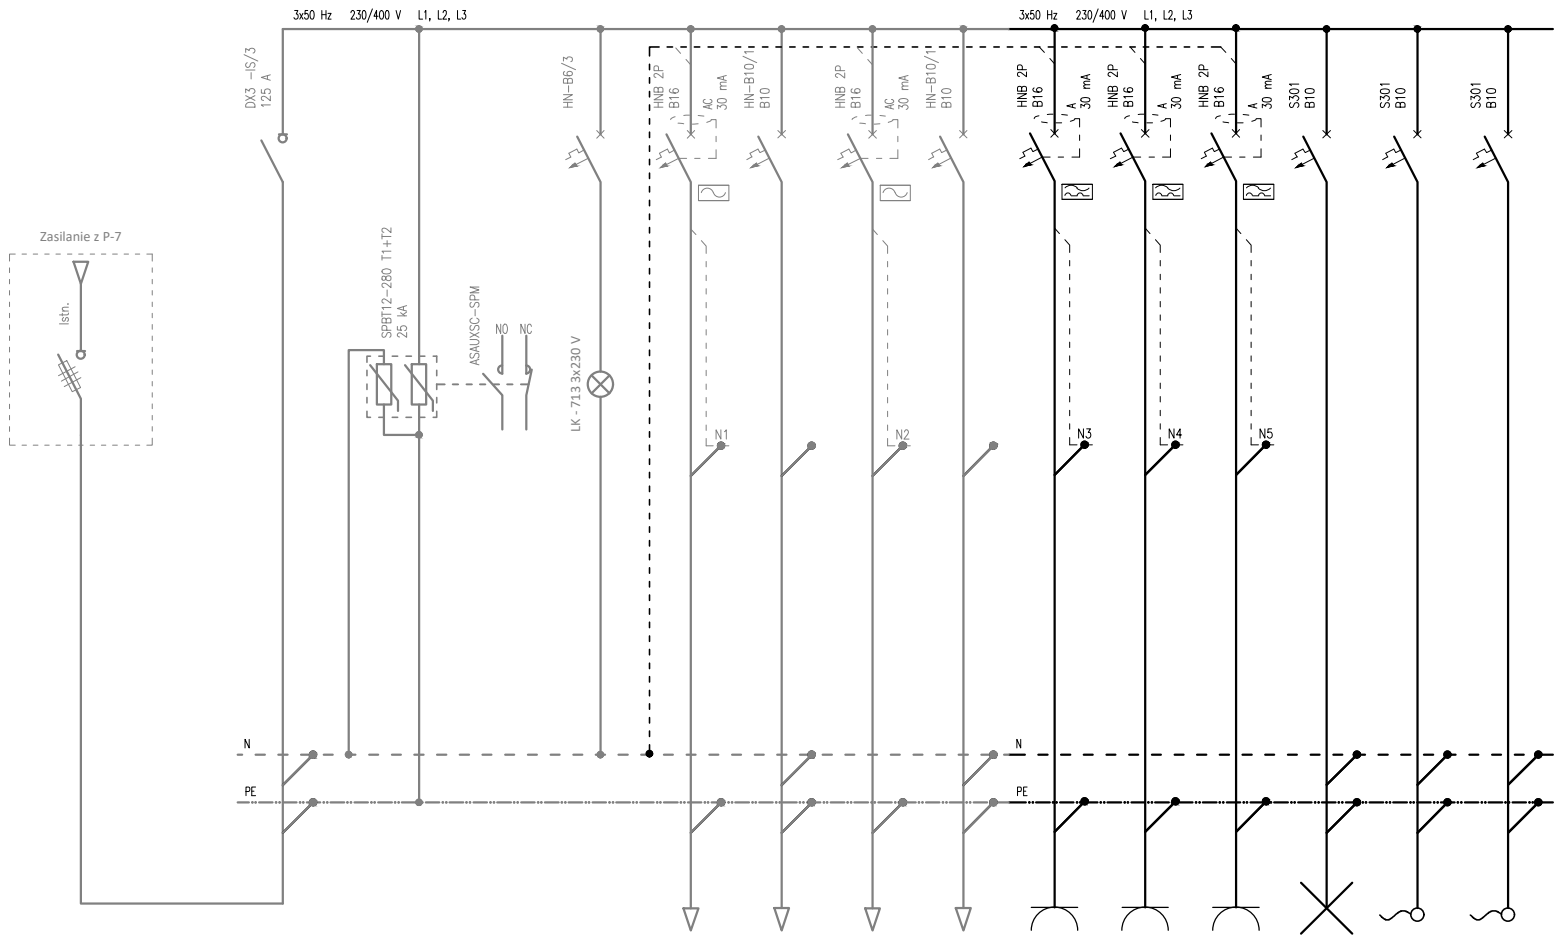 3x50 Hz 230/400 V L1, L2, L3
3x50 Hz 230/400 V L1, L2, L3
DX3 -IS/3
125 A
HN-B6/3
HNB 2P
B16
AC
30 mA
HN-B10/1
B10
HNB 2P
B16
AC
30 mA
HN-B10/1
B10
HNB 2P
B16
A
30 mA
HNB 2P
B16
A
30 mA
HNB 2P
B16
A
30 mA
S301
B10
S301
B10
S301
B10
Zasilanie z P-7
Istn.
SPBT12-280 T1+T2
25 kA
ASAUXSC-SPM
NO NC
LK - 713 3x230 V
N1
N2
N3
N4
N5
N
N
PE
PE